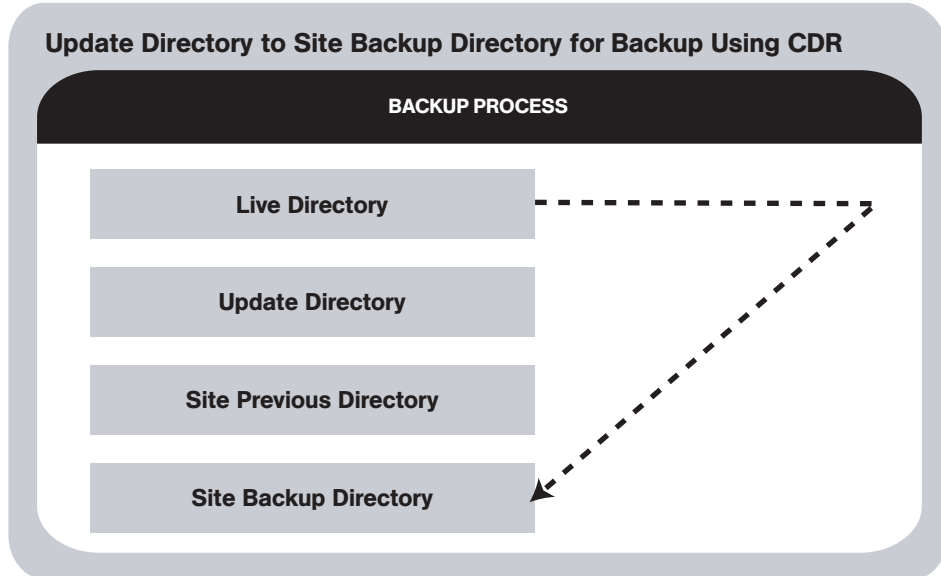 Update Directory to Site Backup Directory for Backup Using CDR
BACKUP PROCESS
Live Directory
Update Directory
Site Previous Directory
Site Backup Directory